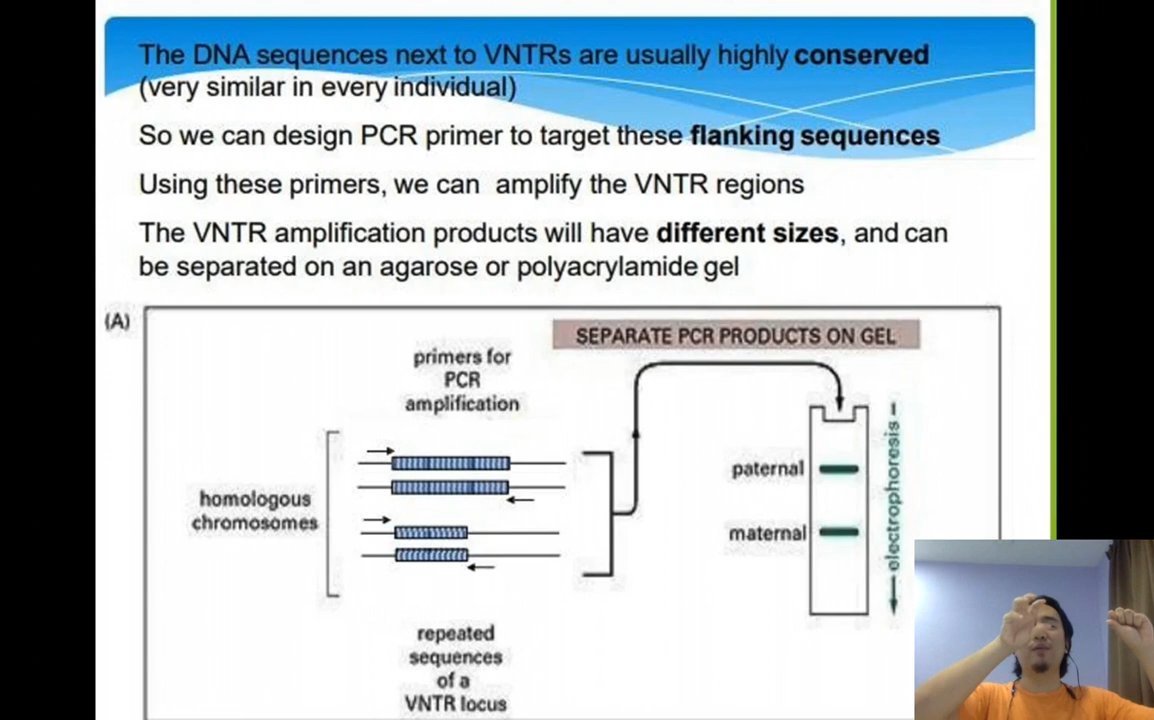 The DNA sequences next to VNTRs are usually highly conserved
(very similar in every individual)
So we can design PCR primer to target these flanking sequences
Using these primers, we can amplify the VNTR regions
The VNTR amplification products will have different sizes, and can
be separated on an agarose or polyacrylamide gel
(A)
SEPARATE PCR PRODUCTS ON GEL
primers for
PCR
amplification
homologous
chromosomes
paternal
maternal
electrophoresis
repeated
sequences
of a
VNTR locus